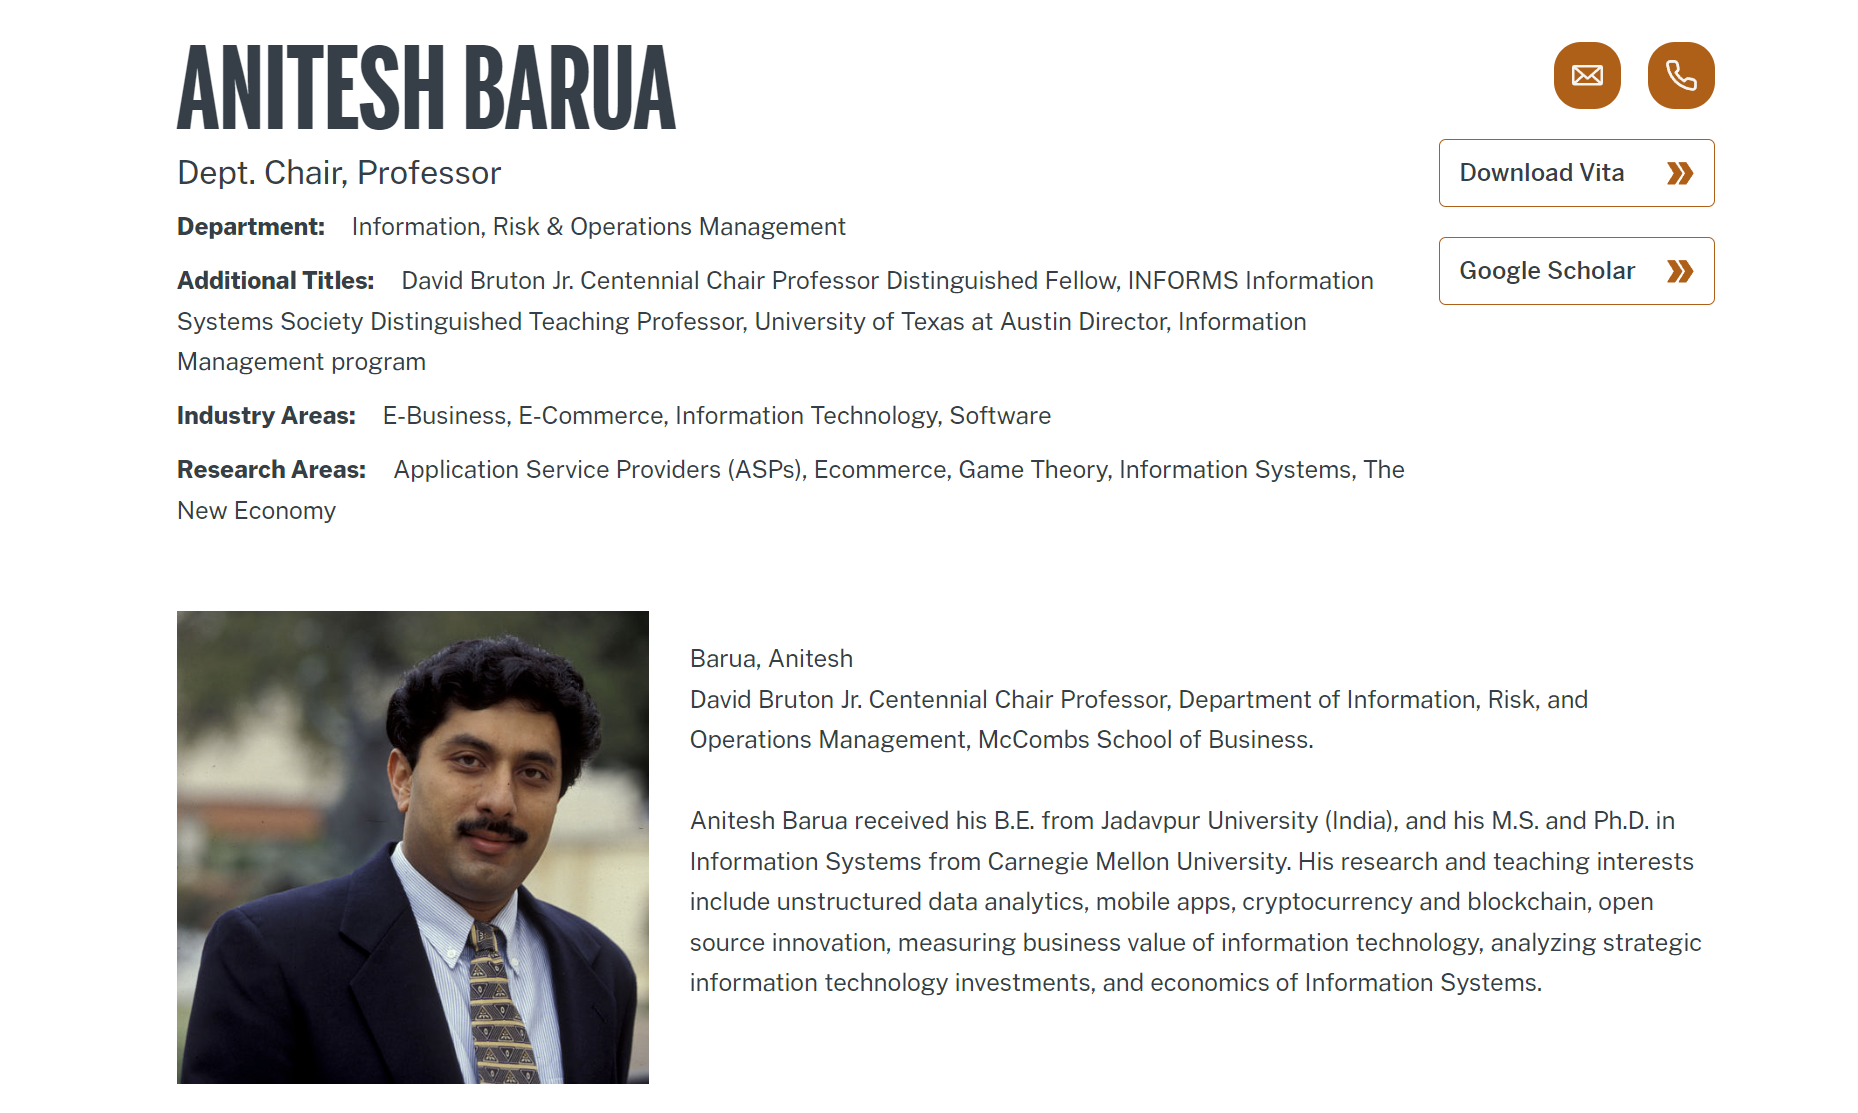 ANITESH BARUA
Dept. Chair, Professor
Department: Information, Risk & Operations Management
Additional Titles: David Bruton Jr. Centennial Chair Professor Distinguished Fellow, INFORMS Information
Systems Society Distinguished Teaching Professor, University of Texas at Austin Director, Information
Management program
Industry Areas: E-Business, E-Commerce, Information Technology, Software
Research Areas: Application Service Providers (ASPs), Ecommerce, Game Theory, Information Systems, The
New Economy
Download Vita
Google Scholar
Barua, Anitesh
David Bruton Jr. Centennial Chair Professor, Department of Information, Risk, and
Operations Management, McCombs School of Business.
Anitesh Barua received his B.E. from Jadavpur University (India), and his M.S. and Ph.D. in
Information Systems from Carnegie Mellon University. His research and teaching interests
include unstructured data analytics, mobile apps, cryptocurrency and blockchain, open
source innovation, measuring business value of information technology, analyzing strategic
information technology investments, and economics of Information Systems.